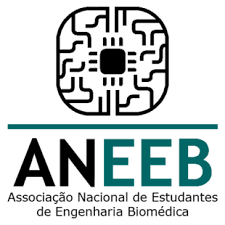 ANEEB
Associação Nacional de Estudantes
de Engenharia Biomédica